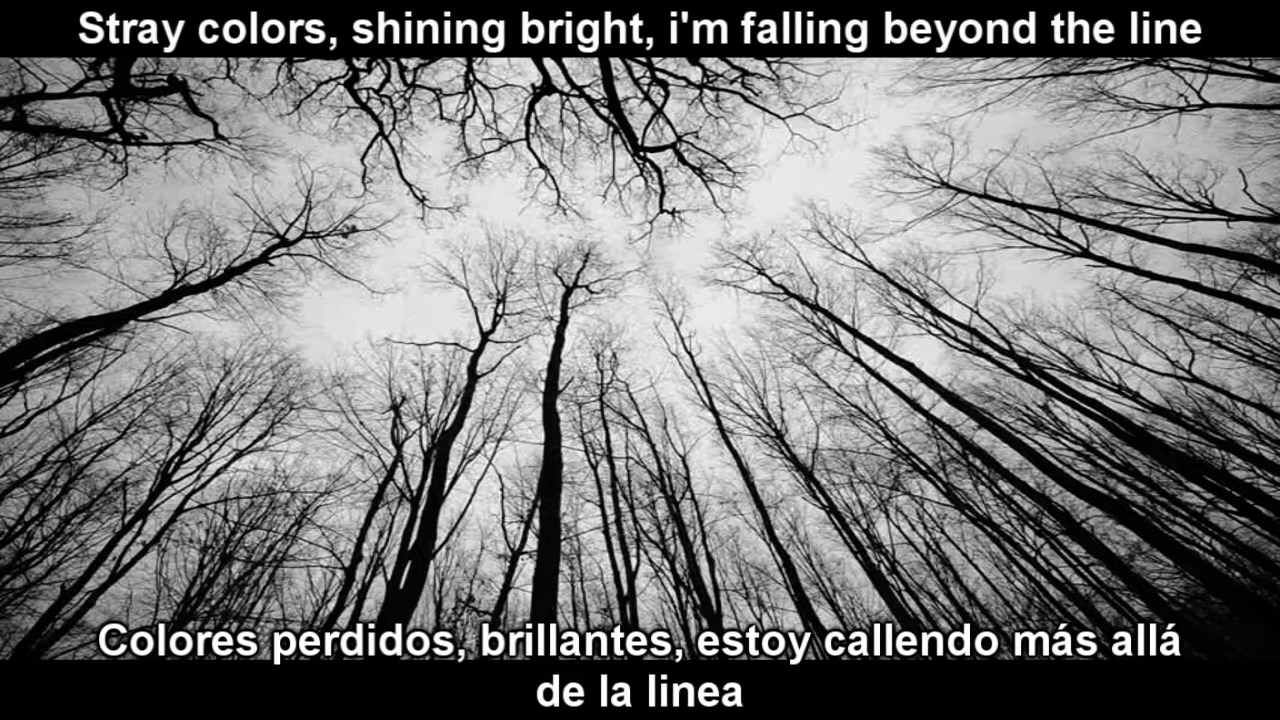 Stray colors, shining bright, i'm falling beyond the line
Colores perdidos, brillantes, estoy callendo más allá
de la linea